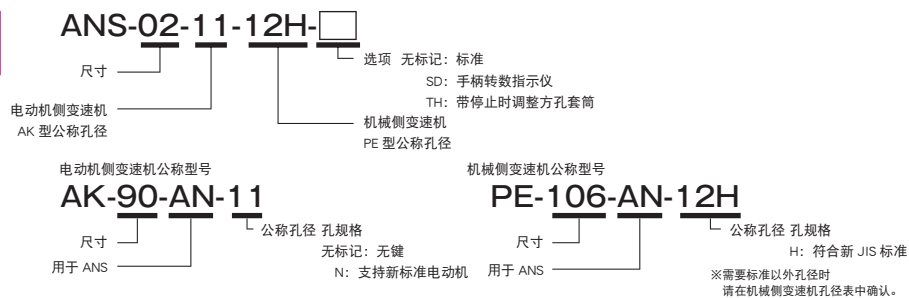 ANS-02-11-12H-□
尺寸
电动机侧变速机
AK 型公称孔径
选项 无标记：标准
SD：手柄转数指示仪
TH：带停止时调整方孔套筒
机械侧变速机
PE 型公称孔径
电动机侧变速机公称型号
AK-90-AN-11
尺寸
用于 ANS
公称孔径 孔规格
无标记：无键
N：支持新标准电动机
机械侧变速机公称型号
PE-106-AN-12H
尺寸
用于 ANS
公称孔径 孔规格
H：符合新 JIS 标准
※需要标准以外孔径时
请在机械侧变速机孔径表中确认。